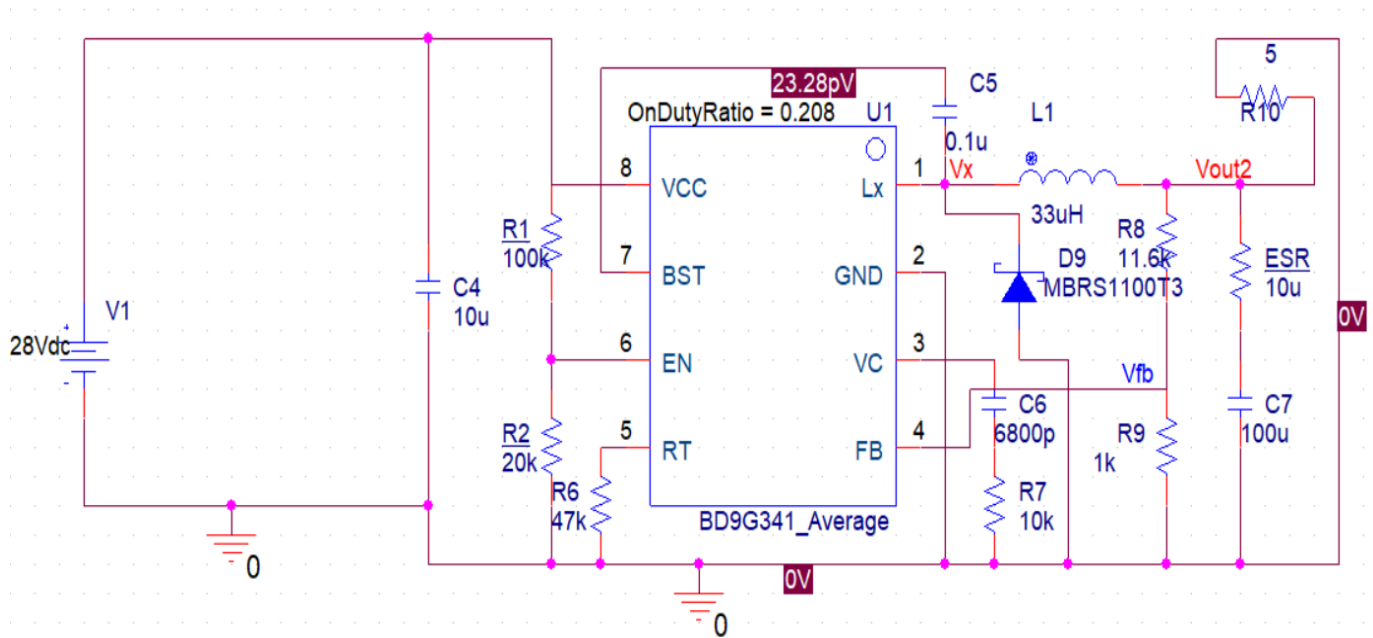 5
R10
23.28pV
C5
0.1u
OnDutyRatio = 0.208
U1
L1
33uH
8
VCC
1
Lx
Vx
Vout2
R1
100k
7
BST
2
GND
R8
11.6k
D9
MBRS1100T3
ESR
10u
V1
28Vdc
+
-
C4
10u
0V
6
EN
3
VC
Vfb
C6
6800p
C7
100u
R2
20k
5
RT
4
FB
R9
1k
R6
47k
R7
10k
BD9G341_Average
0
0V
0